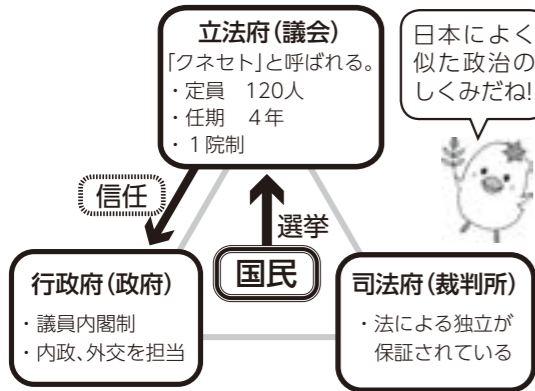 立法府(議会)
「クネセト」と呼ばれる。
・定員 120人
・任期 4年
・1院制
日本によく
似た政治の
しくみだね!
信任
選挙
国民
行政府(政府)
・議員内閣制
・内政、外交を担当
司法府(裁判所)
・法による独立が
保証されている